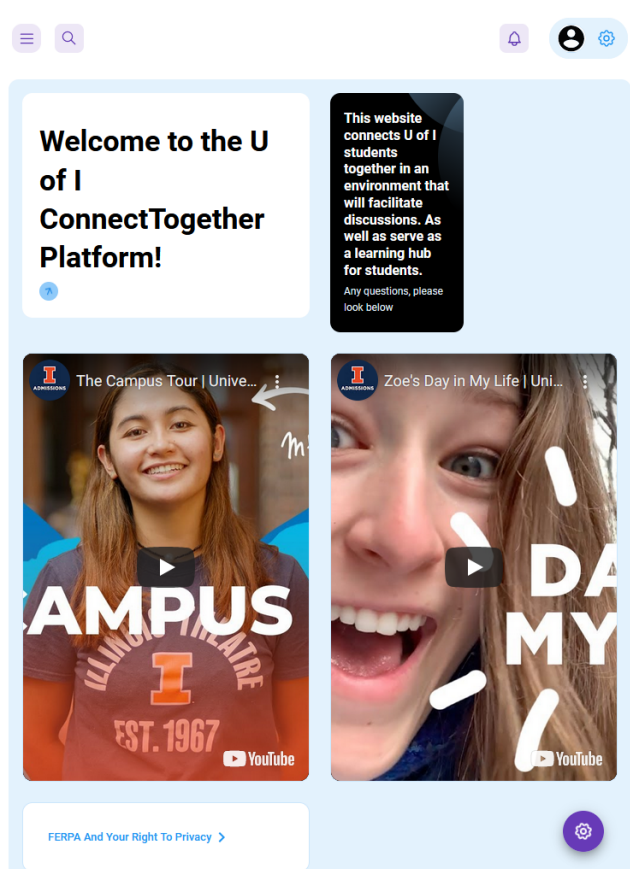 Welcome to the U
of I
ConnectTogether
Platform!
This website
connects U of I
students
together in an
environment that
will facilitate
discussions. As
well as serve as
a learning hub
for students.
Any questions, please
look below
I
ADMISSIONS
The Campus Tour | Unive...
CAMPUS
ILLINOIS THEATRE
I
EST. 1967
YouTube
I
ADMISSIONS
Zoe's Day in My Life | Uni...
DA
MY
YouTube
FERPA And Your Right To Privacy